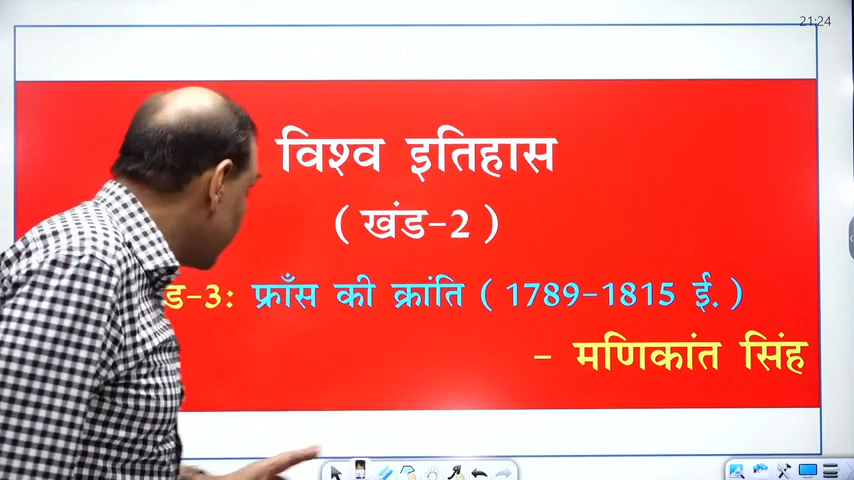 21:24
विश्व इतिहास
( खंड-2 )
ड-3: फ्राँस की क्रांति ( 1789-1815 ई. )
- मणिकांत सिंह